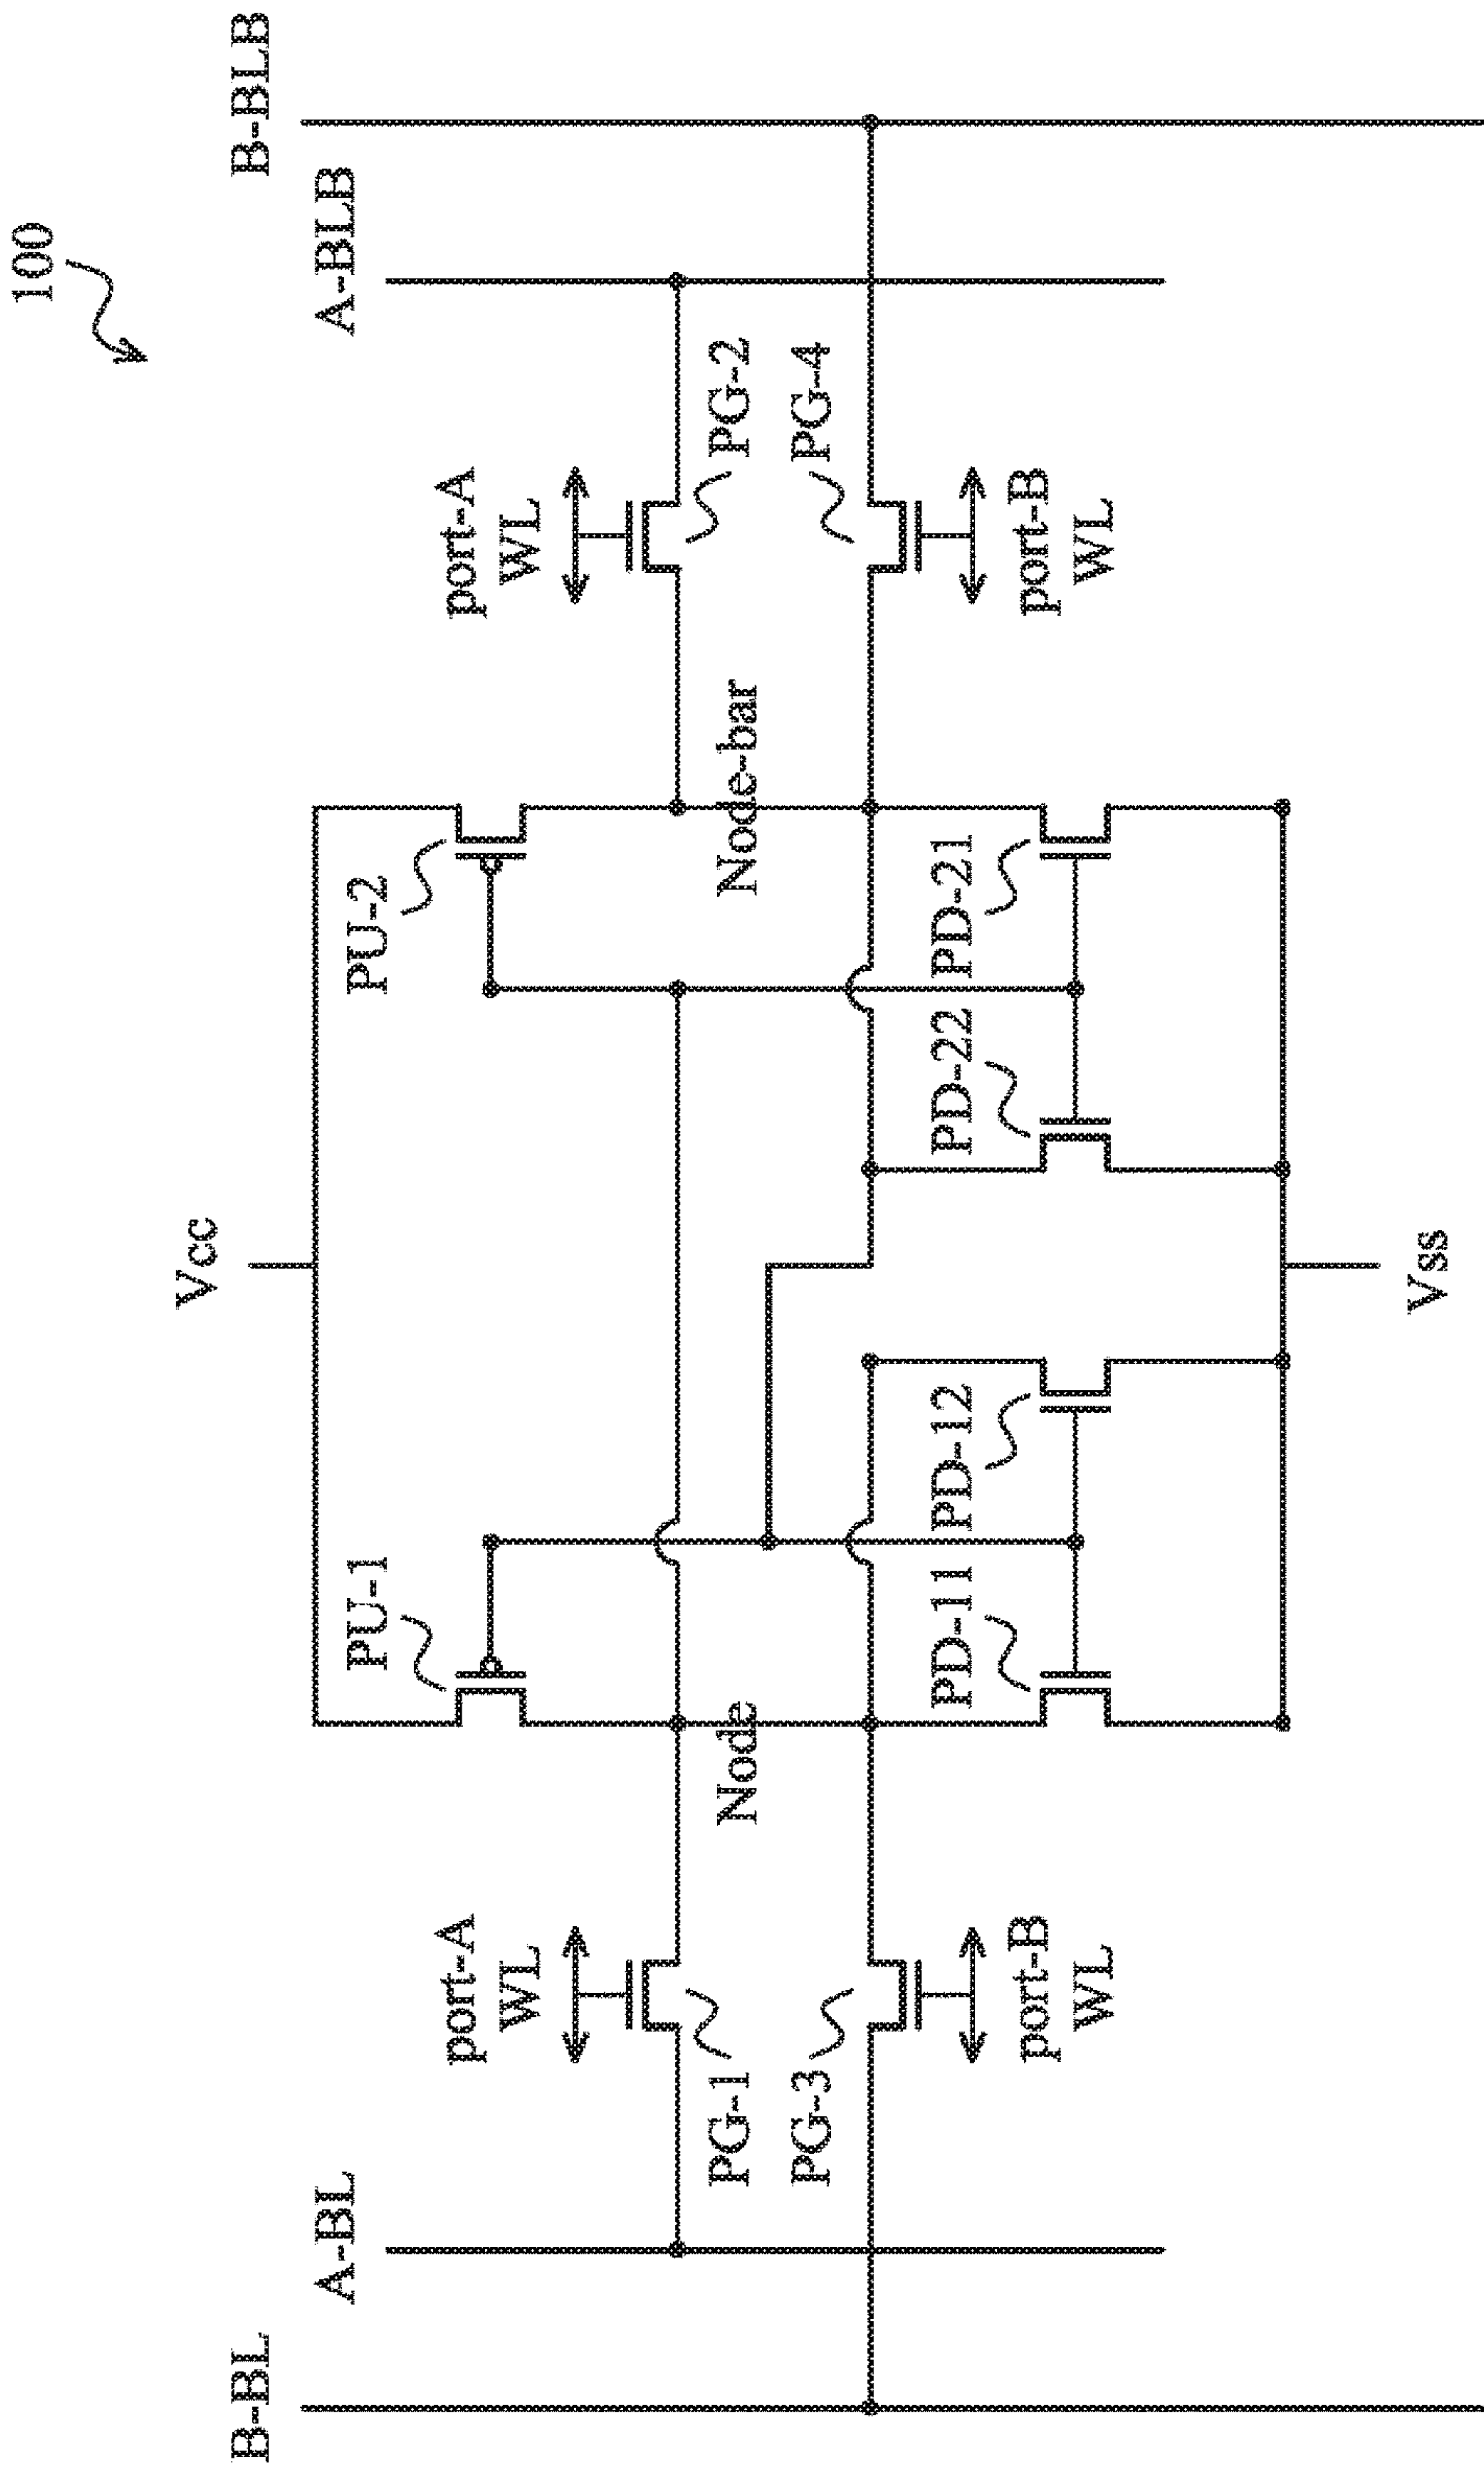 100
B-BL
A-BL
Vcc
A-BLB
B-BLB
PU-1
PU-2
port-A
WL
port-A
WL
PG-1
Node
Node-bar
PG-2
PG-3
PG-4
PD-11
PD-12
PD-22
PD-21
port-B
WL
port-B
WL
Vss